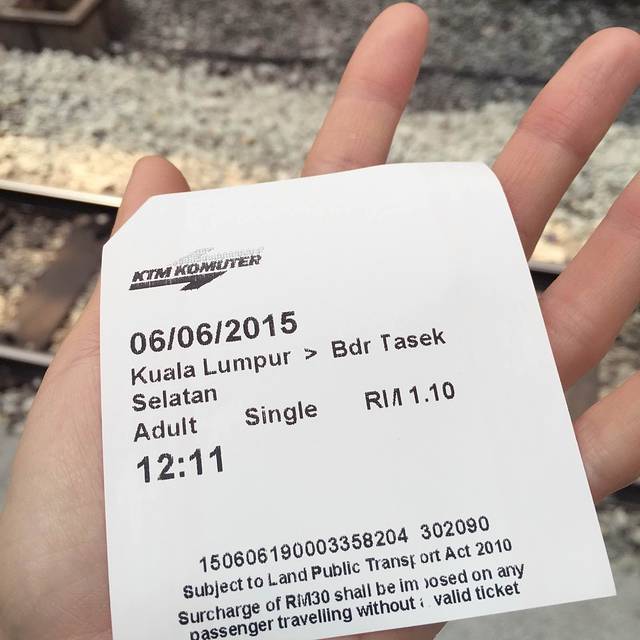 KTM KOMUTER
06/06/2015
Kuala Lumpur > Bdr Tasek
Selatan
Adult Single RM 1.10
12:11
150606190003358204 302090
Subject to Land Public Transport Act 2010
Surcharge of RM30 shall be imposed on any
passenger travelling without a valid ticket